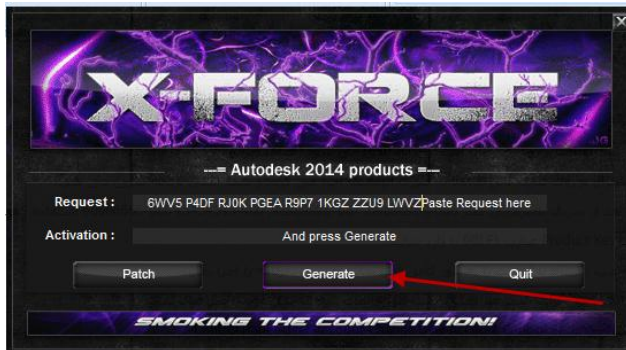 X-FORCE
---= Autodesk 2014 products =---
Request : 6WV5 P4DF RJ0K PGEA R9P7 1KGZ ZZU9 LWVZPaste Request here
Activation : And press Generate
Patch Generate Quit
SMOKING THE COMPETITION!